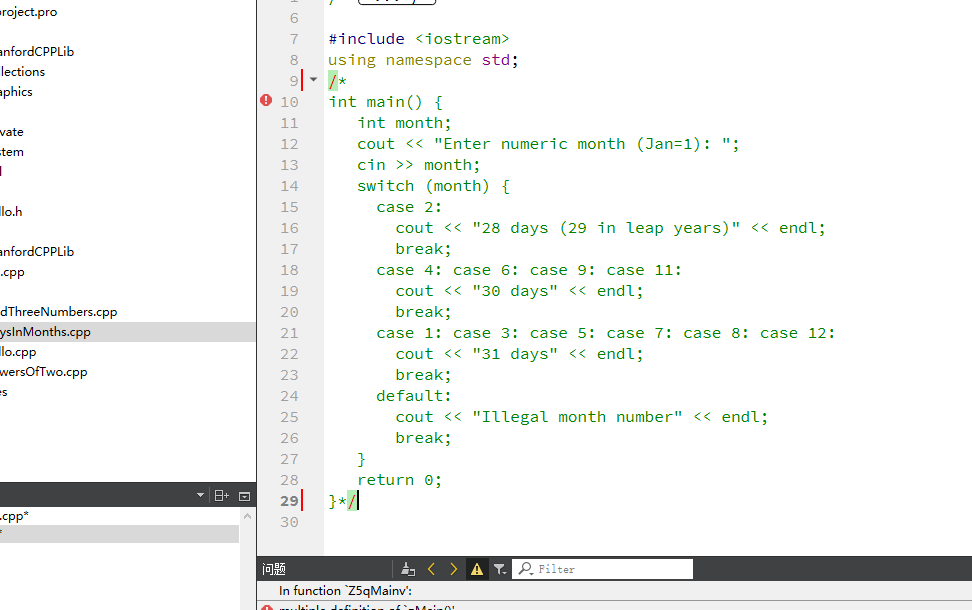 roject.pro
anfordCPPLib
lections
aphics
vate
stem
llo.h
anfordCPPLib
.cpp
dThreeNumbers.cpp
ysInMonths.cpp
llo.cpp
wersOfTwo.cpp
es
.cpp*
*
6
7 #include <iostream>
8 using namespace std;
9 /*
10 int main() {
11 int month;
12 cout << "Enter numeric month (Jan=1): ";
13 cin >> month;
14 switch (month) {
15 case 2:
16 cout << "28 days (29 in leap years)" << endl;
17 break;
18 case 4: case 6: case 9: case 11:
19 cout << "30 days" << endl;
20 break;
21 case 1: case 3: case 5: case 7: case 8: case 12:
22 cout << "31 days" << endl;
23 break;
24 default:
25 cout << "Illegal month number" << endl;
26 break;
27 }
28 return 0;
29 }*/
30
问题
Filter
In function `Z5qMainv':
multiple definition of `qMain()'